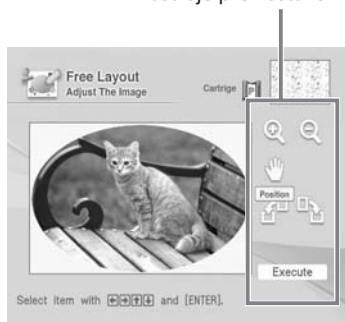 Free Layout
Adjust The Image
Cartrige P
Position
Execute
Select item with and [ENTER].